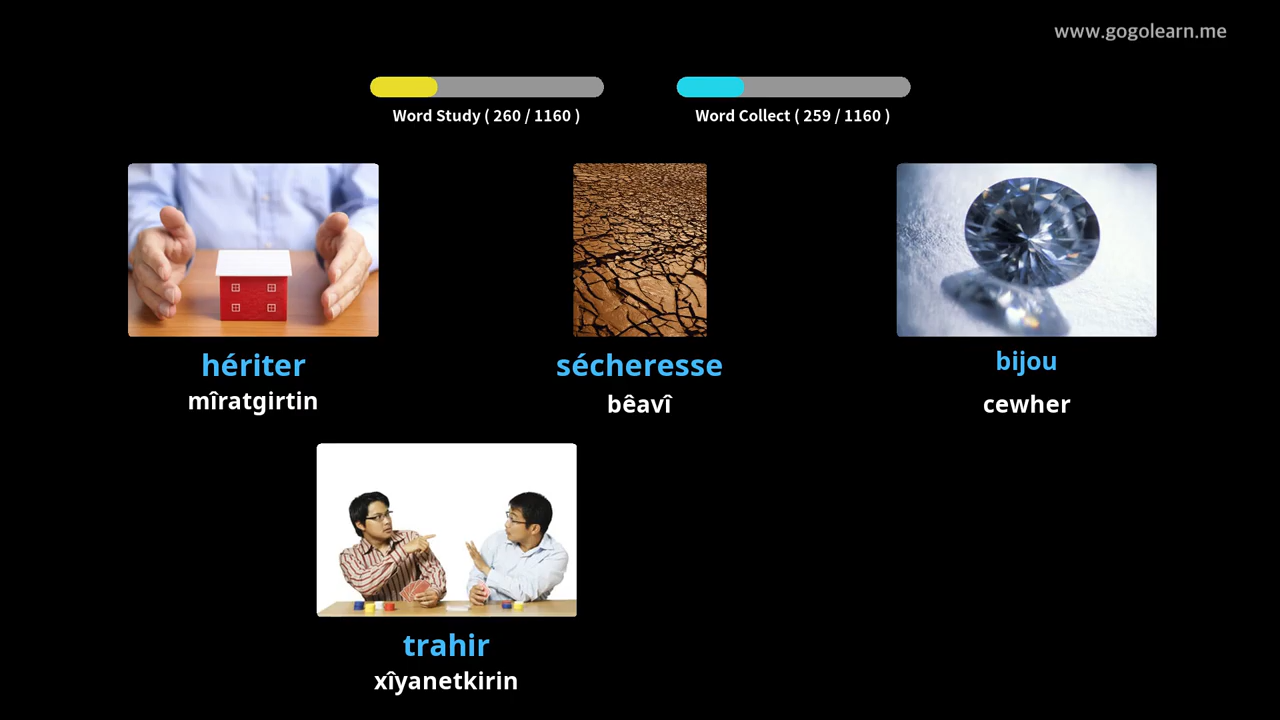 www.gogolearn.me
Word Study ( 260 / 1160 )
Word Collect ( 259 / 1160 )
hériter
mîratgirtin
sécheresse
bêavî
bijou
cewher
trahir
xîyanetkirin